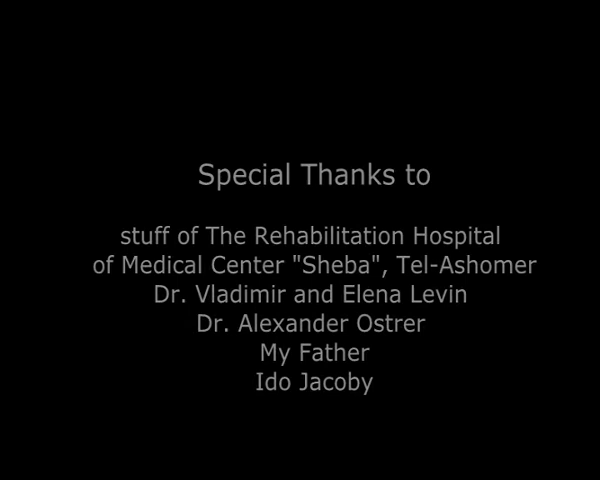 Special Thanks to
stuff of The Rehabilitation Hospital
of Medical Center "Sheba", Tel-Ashomer
Dr. Vladimir and Elena Levin
Dr. Alexander Ostrer
My Father
Ido Jacoby